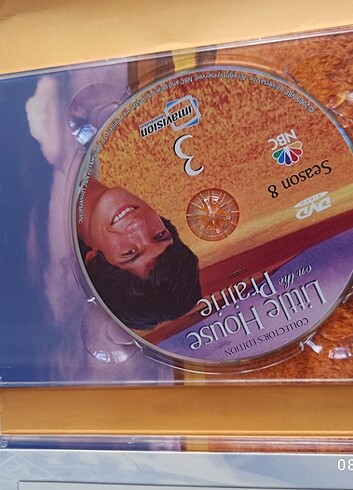 COLLECTOR'S EDITION
Little House
on the
Prairie
DVD
Season 8
NBC
3
imavision
08